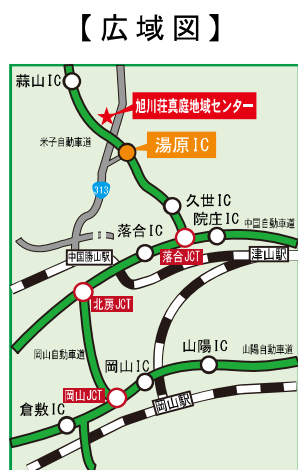 【広域図】
蒜山IC
旭川荘真庭地域センター
米子自動車道
湯原IC
313
久世IC
院庄IC
中国自動車道
落合IC
中国勝山駅
落合JCT
津山駅
北房JCT
岡山自動車道
山陽IC
山陽自動車道
岡山IC
岡山JCT
倉敷IC
岡山駅